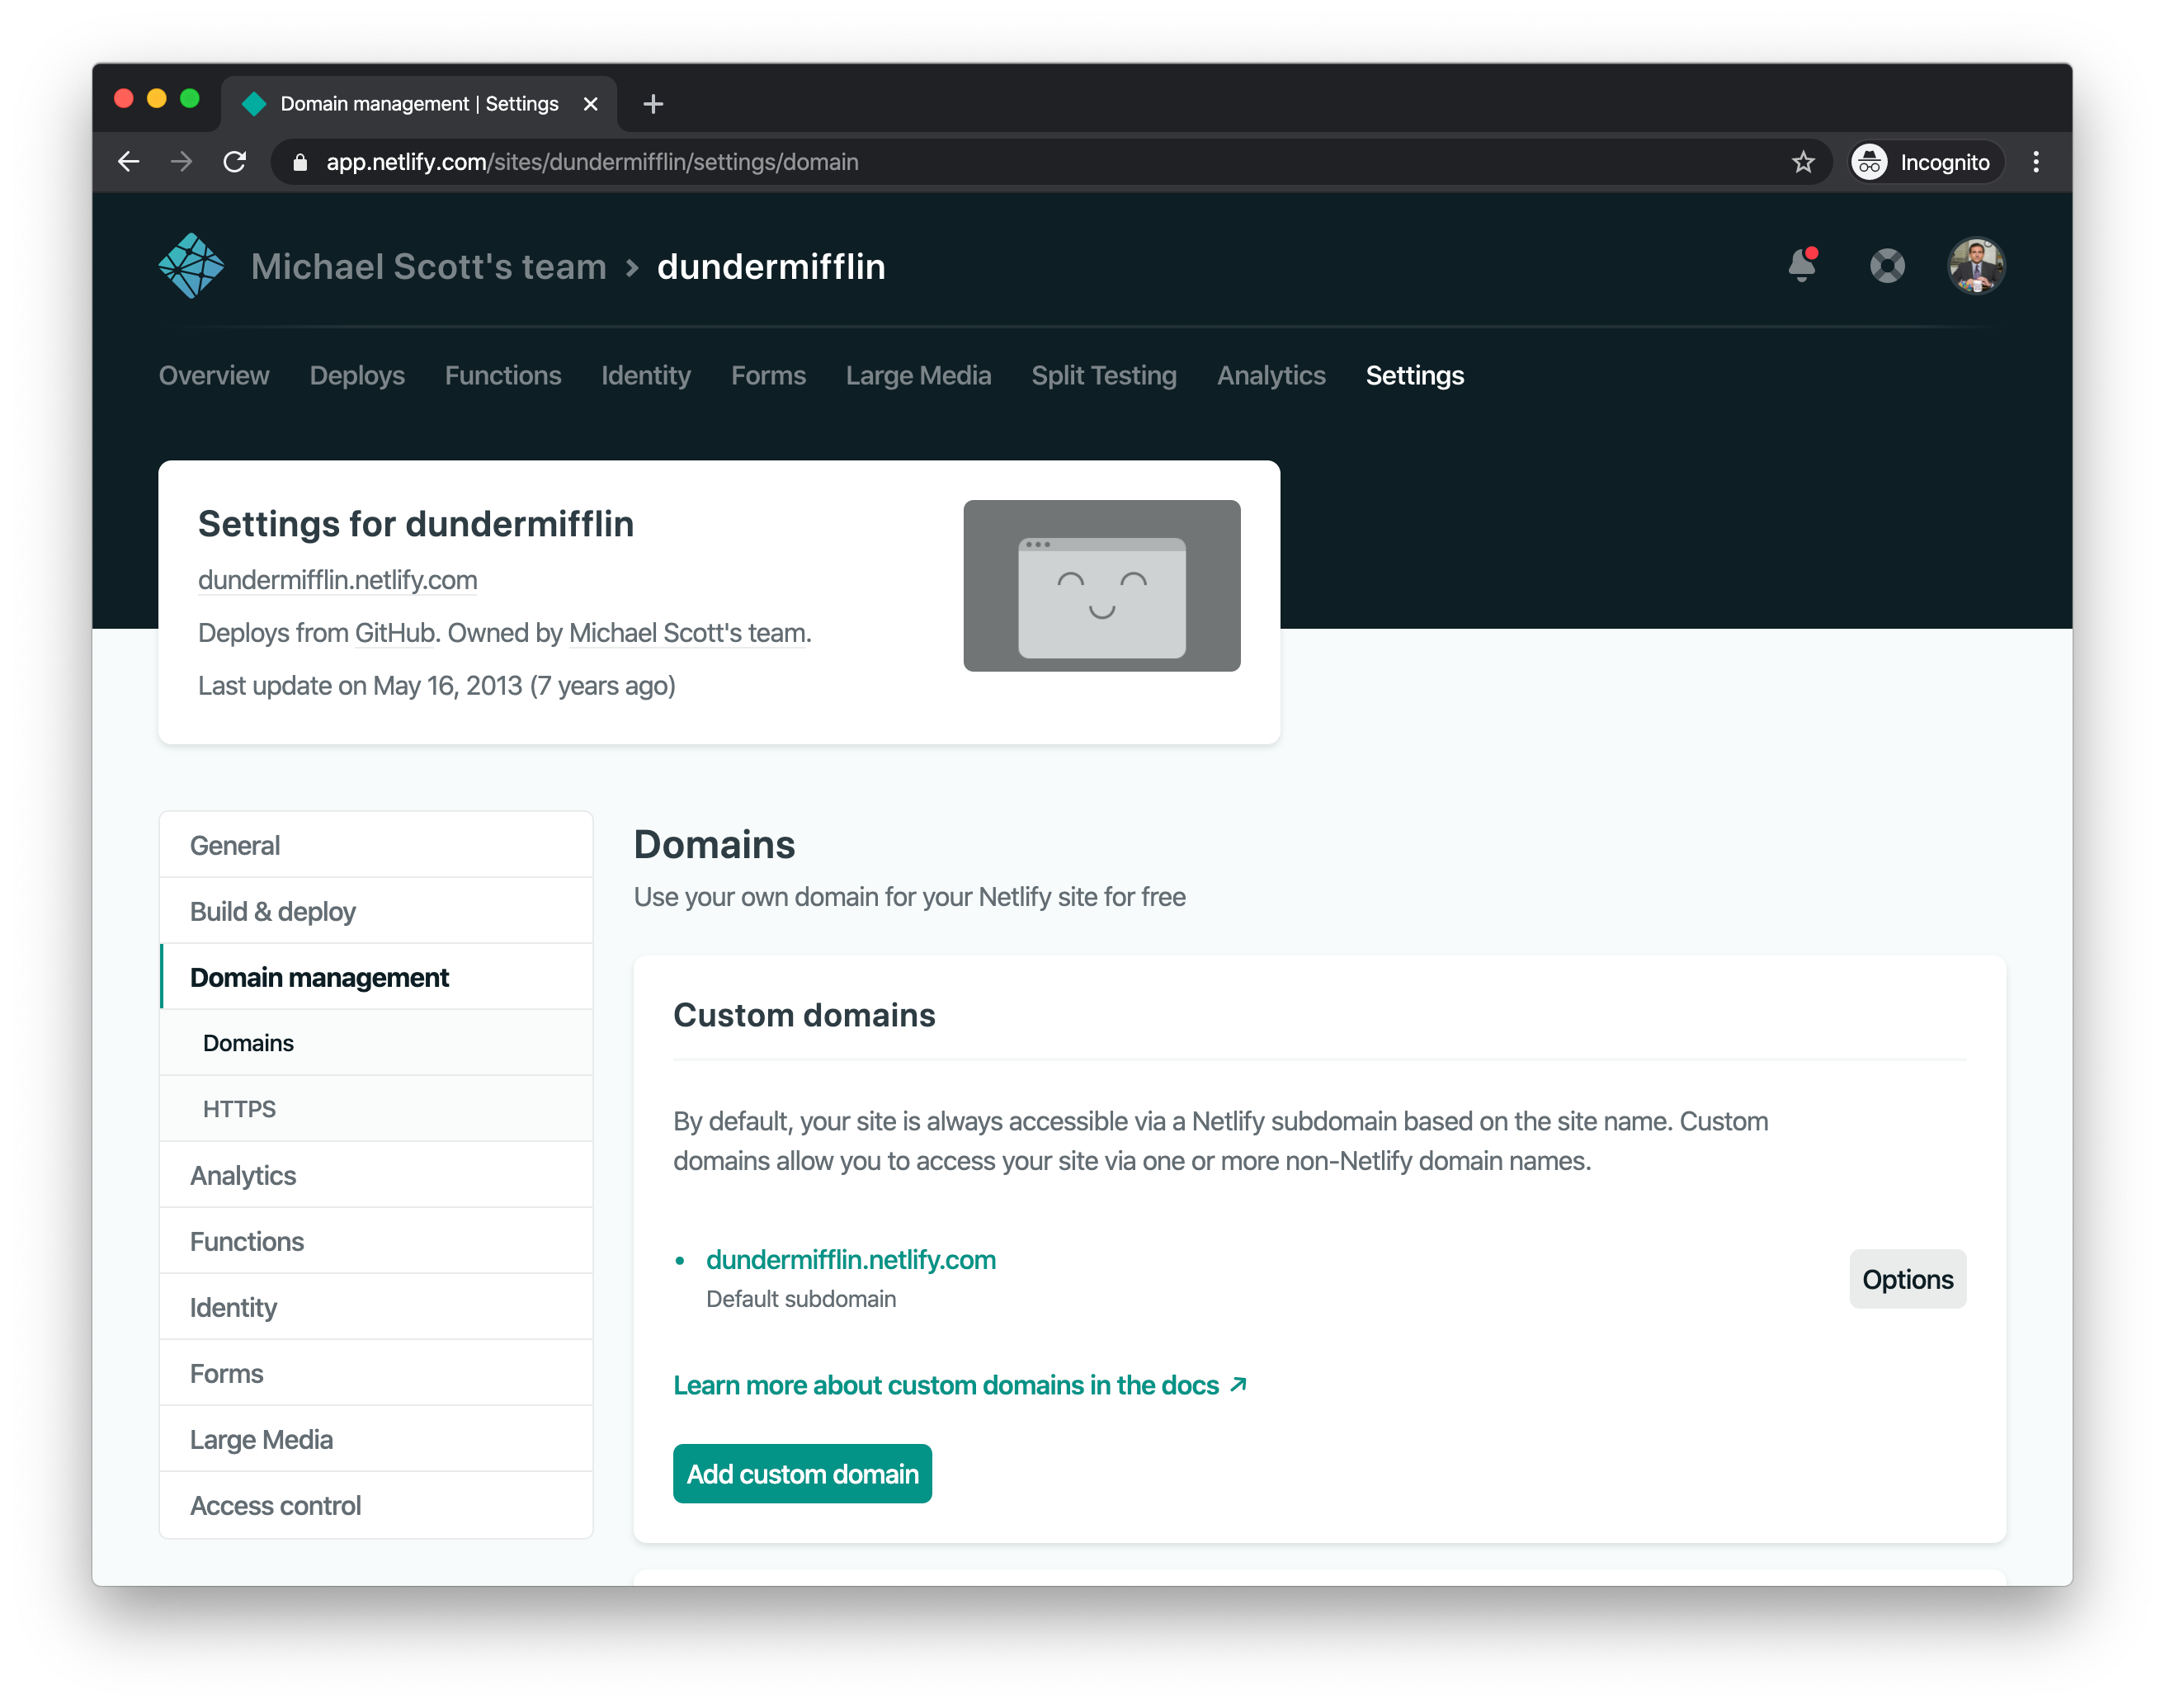 Domain management | Settings
app.netlify.com/sites/dundermifflin/settings/domain
Incognito
Michael Scott's team > dundermifflin
Overview Deploys Functions Identity Forms Large Media Split Testing Analytics Settings
Settings for dundermifflin
dundermifflin.netlify.com
Deploys from GitHub. Owned by Michael Scott's team.
Last update on May 16, 2013 (7 years ago)
General
Build & deploy
Domain management
Domains
HTTPS
Analytics
Functions
Identity
Forms
Large Media
Access control
Domains
Use your own domain for your Netlify site for free
Custom domains
By default, your site is always accessible via a Netlify subdomain based on the site name. Custom
domains allow you to access your site via one or more non-Netlify domain names.
• dundermifflin.netlify.com
Default subdomain
Options
Learn more about custom domains in the docs ↗
Add custom domain